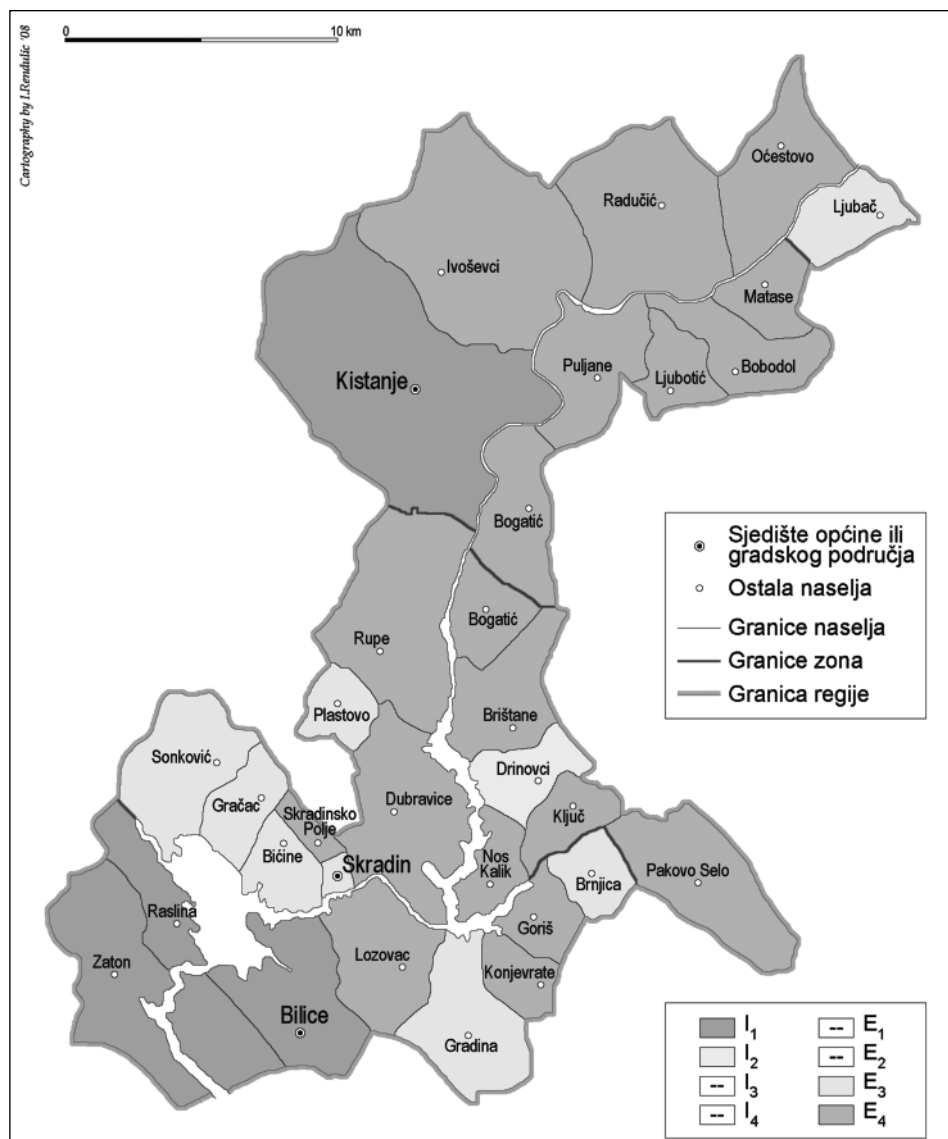 Cartography by I.Rendulic '08
0
10 km
Oćestovo
Radučić
Ljubač
Ivoševci
Matase
Kistanje
Puljane
Ljubotić
Bobodol
Bogatić
Sjedište općine ili
gradskog područja
Ostala naselja
Granice naselja
Granice zona
Granica regije
Bogatić
Rupe
Plastovo
Brištane
Sonković
Drinovci
Gračac
Dubravice
Ključ
Skradinsko
Polje
Bićine
Skradin
Nos
Kalik
Brnjica
Pakovo Selo
Raslina
Goriš
Zaton
Lozovac
Konjevrate
Bilice
Gradina
I1
-- E1
I2
-- E2
-- I3
E3
-- I4
E4